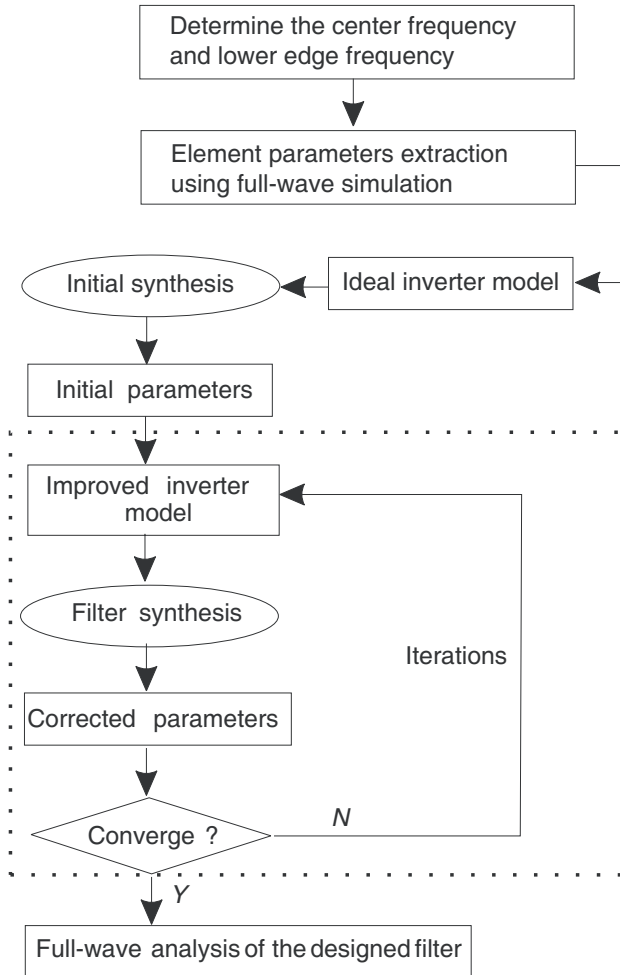 Determine the center frequency
and lower edge frequency
Element parameters extraction
using full-wave simulation
Initial synthesis
Ideal inverter model
Initial parameters
Improved inverter
model
Filter synthesis
Iterations
Corrected parameters
Converge ?
N
Y
Full-wave analysis of the designed filter